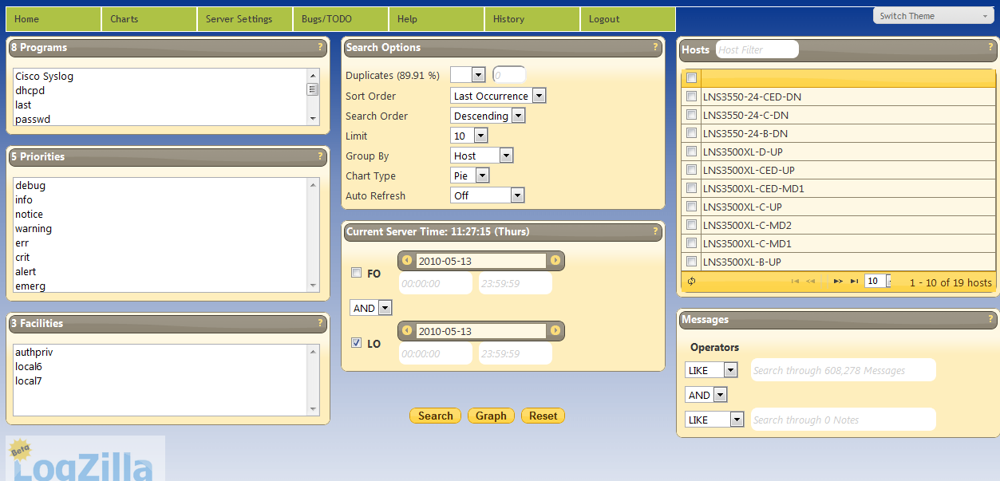 Home Charts Server Settings Bugs/TODO Help History Logout Switch Theme
8 Programs ?
Cisco Syslog
dhcpd
last
passwd
5 Priorities ?
debug
info
notice
warning
err
crit
alert
emerg
3 Facilities ?
authpriv
local6
local7
Beta
LogZilla
Search Options ?
Duplicates (89.91 %) 0
Sort Order Last Occurrence
Search Order Descending
Limit 10
Group By Host
Chart Type Pie
Auto Refresh Off
Current Server Time: 11:27:15 (Thurs) ?
2010-05-13
FO
00:00:00 23:59:59
AND
2010-05-13
LO
00:00:00 23:59:59
Search Graph Reset
Hosts Host Filter ?
LNS3550-24-CED-DN
LNS3550-24-C-DN
LNS3550-24-B-DN
LNS3500XL-D-UP
LNS3500XL-CED-UP
LNS3500XL-CED-MD1
LNS3500XL-C-UP
LNS3500XL-C-MD2
LNS3500XL-C-MD1
LNS3500XL-B-UP
10 1 - 10 of 19 hosts
Messages ?
Operators
LIKE Search through 608,278 Messages
AND
LIKE Search through 0 Notes